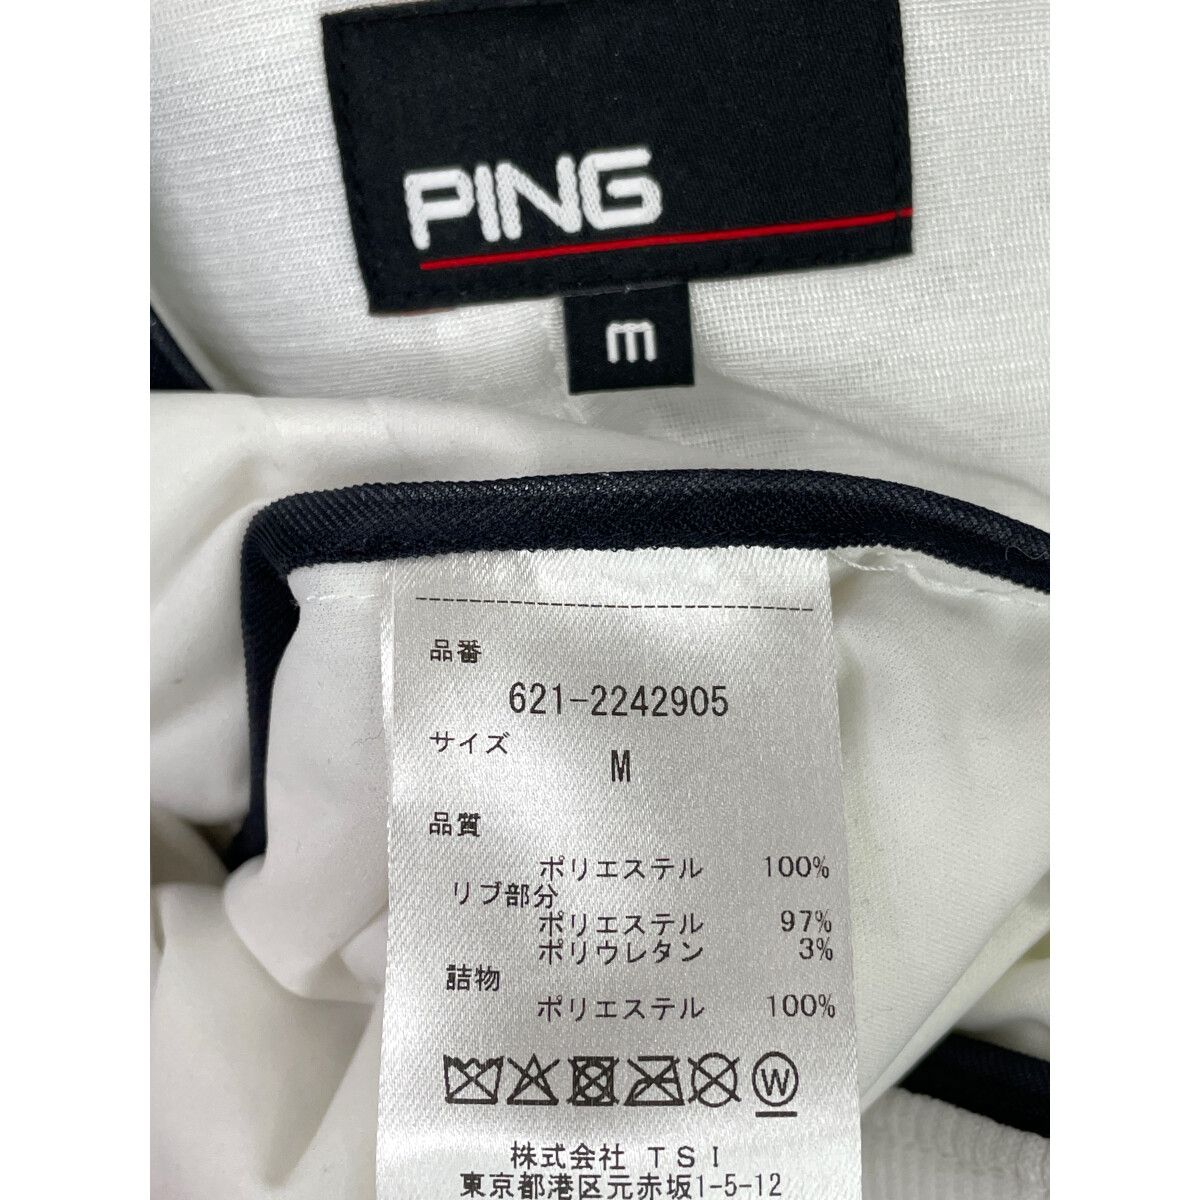 PING
m
品番
621-2242905
サイズ
M
品質
ポリエステル 100%
リブ部分
ポリエステル 97%
ポリウレタン 3%
詰物
ポリエステル 100%
W
株式会社 TSI
東京都港区元赤坂1-5-12